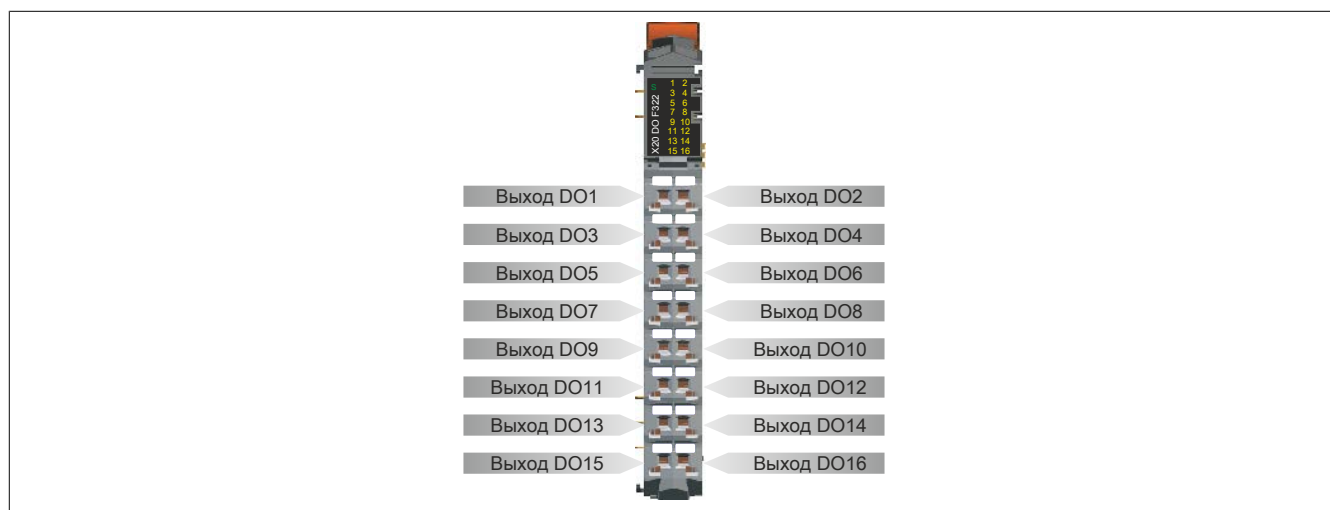 S 1 2
3 4
5 6
7 8
9 10
11 12
13 14
15 16
X20 DO F322
Выход DO1 Выход DO2
Выход DO3 Выход DO4
Выход DO5 Выход DO6
Выход DO7 Выход DO8
Выход DO9 Выход DO10
Выход DO11 Выход DO12
Выход DO13 Выход DO14
Выход DO15 Выход DO16